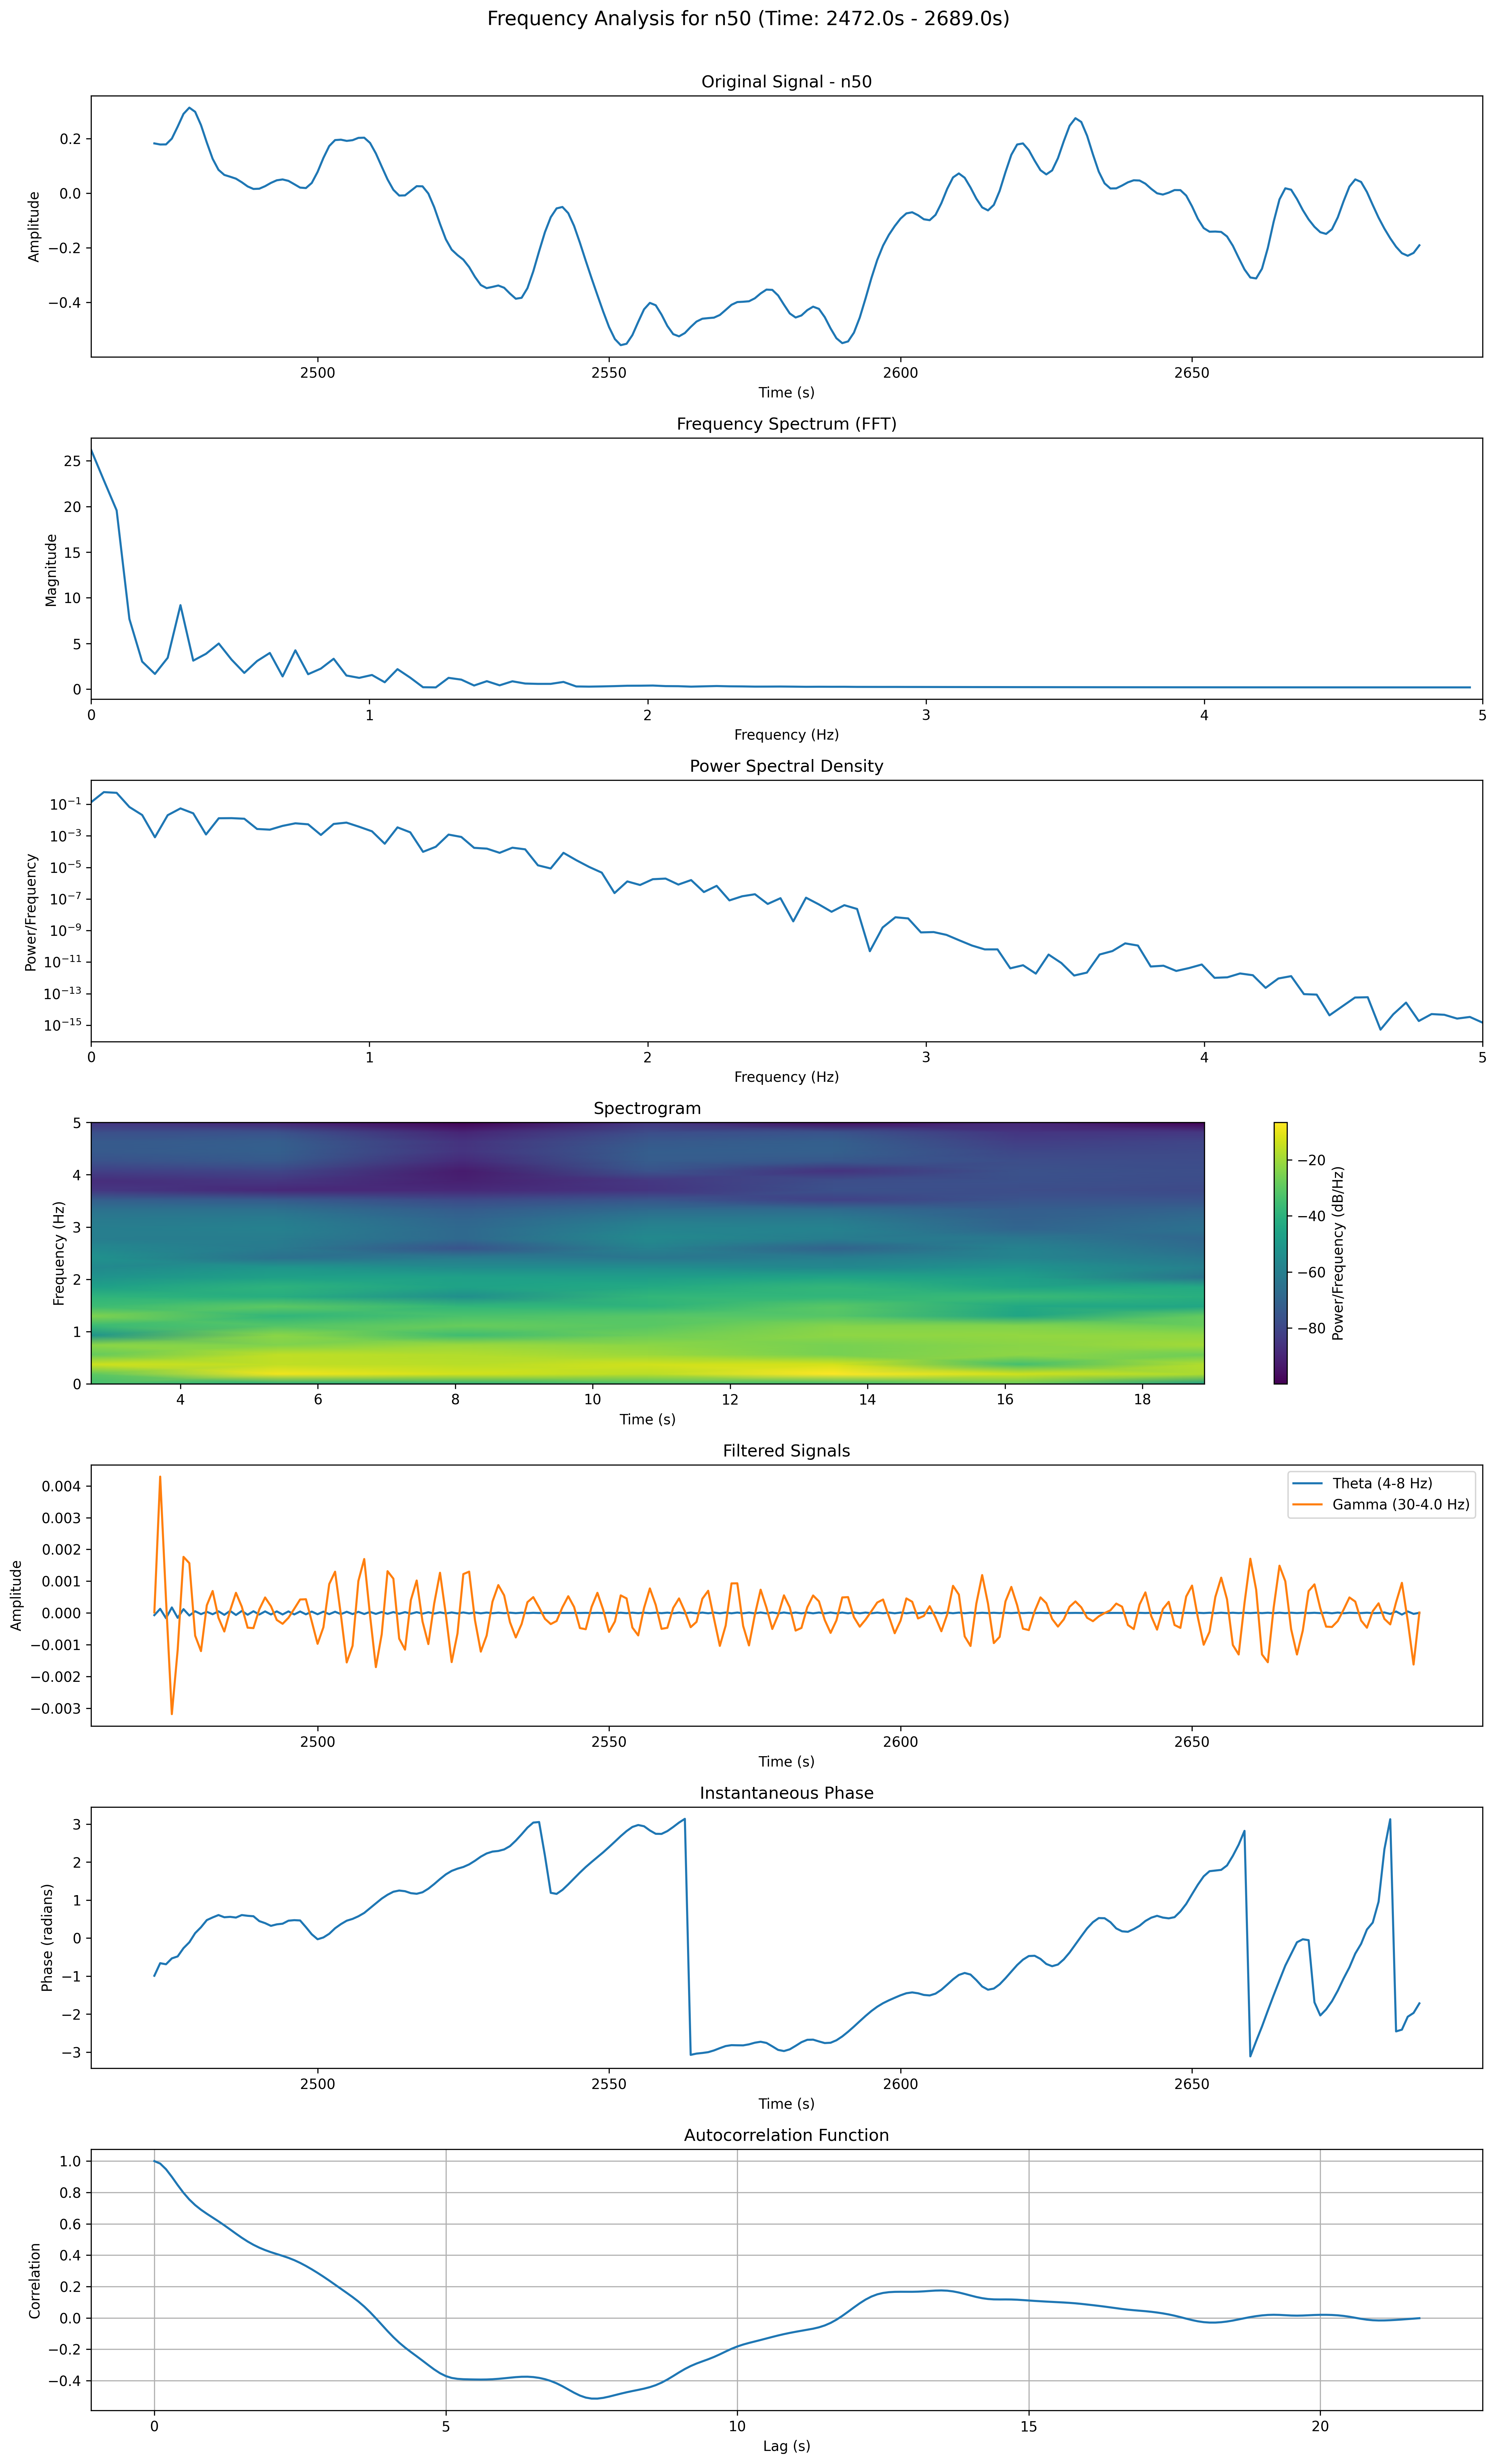 Frequency Analysis for n50 (Time: 2472.0s - 2689.0s)
Original Signal - n50
Amplitude
0.2
0.0
−0.2
−0.4
2500 2550 2600 2650
Time (s)
Frequency Spectrum (FFT)
Magnitude
25
20
15
10
5
0
0 1 2 3 4 5
Frequency (Hz)
Power Spectral Density
Power/Frequency
10⁻¹
10⁻³
10⁻⁵
10⁻⁷
10⁻⁹
10⁻¹¹
10⁻¹³
10⁻¹⁵
0 1 2 3 4 5
Frequency (Hz)
Spectrogram
Frequency (Hz)
5
4
3
2
1
0
4 6 8 10 12 14 16 18
Time (s)
−20
−40
−60
−80
Power/Frequency (dB/Hz)
Filtered Signals
Amplitude
0.004
0.003
0.002
0.001
0.000
−0.001
−0.002
−0.003
Theta (4-8 Hz)
Gamma (30-4.0 Hz)
2500 2550 2600 2650
Time (s)
Instantaneous Phase
Phase (radians)
3
2
1
0
−1
−2
−3
2500 2550 2600 2650
Time (s)
Autocorrelation Function
Correlation
1.0
0.8
0.6
0.4
0.2
0.0
−0.2
−0.4
0 5 10 15 20
Lag (s)